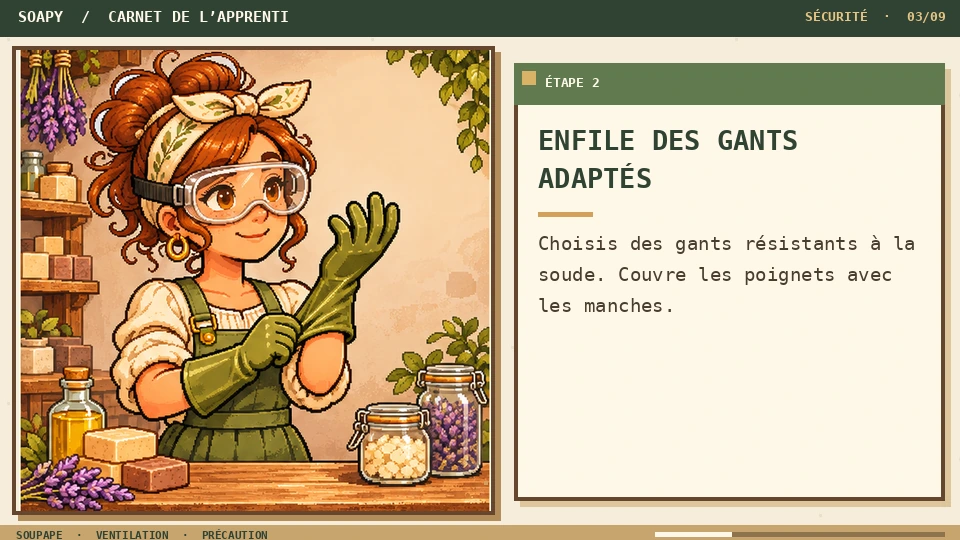 SOAPY / CARNET DE L’APPRENTI
SÉCURITÉ · 03/09
ÉTAPE 2
ENFILE DES GANTS
ADAPTÉS
Choisis des gants résistants à la
soude. Couvre les poignets avec
les manches.
SOUPAPE · VENTILATION · PRÉCAUTION